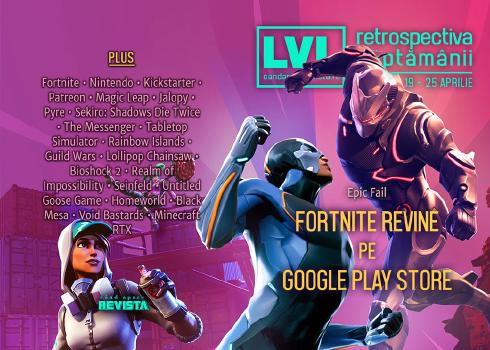 PLUS
Fortnite • Nintendo • Kickstarter •
Patreon • Magic Leap • Jalopy •
Pyre • Sekiro: Shadows Die Twice
• The Messenger • Tabletop
Simulator • Rainbow Islands •
Guild Wars • Lollipop Chainsaw •
Bioshock 2 • Realm of
Impossibility • Seinfeld • Untitled
Goose Game • Homeworld • Black
Mesa • Void Bastards • Minecraft
RTX
REVISTA
LVL
retrospectiva
19 - 25 APRILIE
Epic Fail
FORTNITE REVINE
PE
GOOGLE PLAY STORE